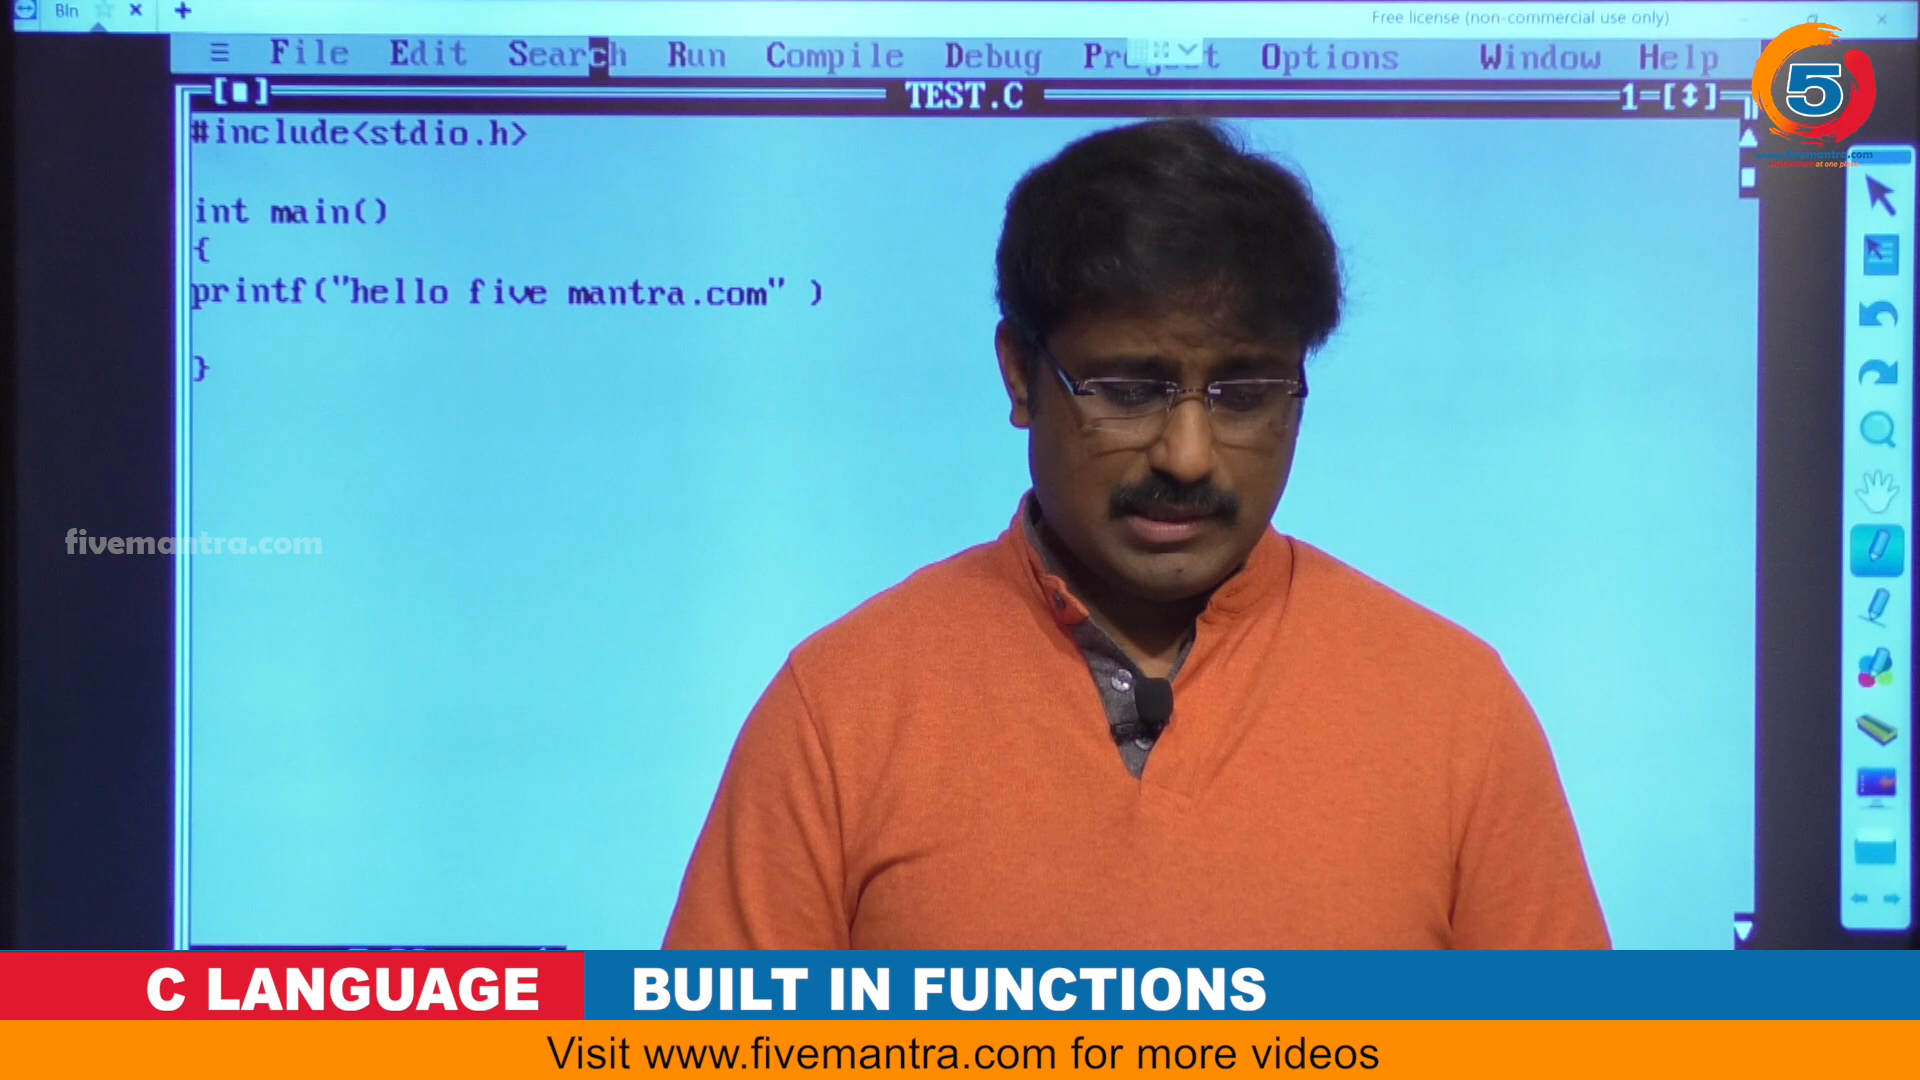 BIn
Free license (non-commercial use only)
File Edit Search Run Compile Debug Options Window Help
TEST.C
1
#include<stdio.h>
int main()
{
printf("hello five mantra.com" )
}
5
fivemantra.com
C LANGUAGE BUILT IN FUNCTIONS
Visit www.fivemantra.com for more videos